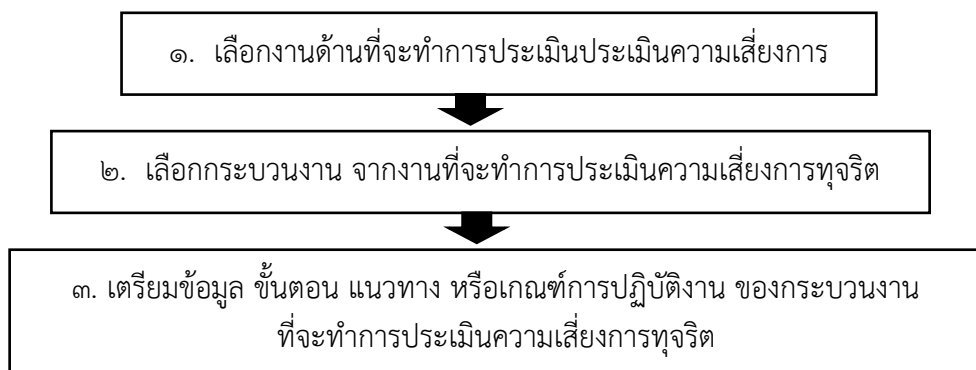 ๑. เลือกงานด้านที่จะทำการประเมินประเมินความเสี่ยงการ
๒. เลือกกระบวนงาน จากงานที่จะทำการประเมินความเสี่ยงการทุจริต
๓. เตรียมข้อมูล ขั้นตอน แนวทาง หรือเกณฑ์การปฏิบัติงาน ของกระบวนงาน
ที่จะทำการประเมินความเสี่ยงการทุจริต